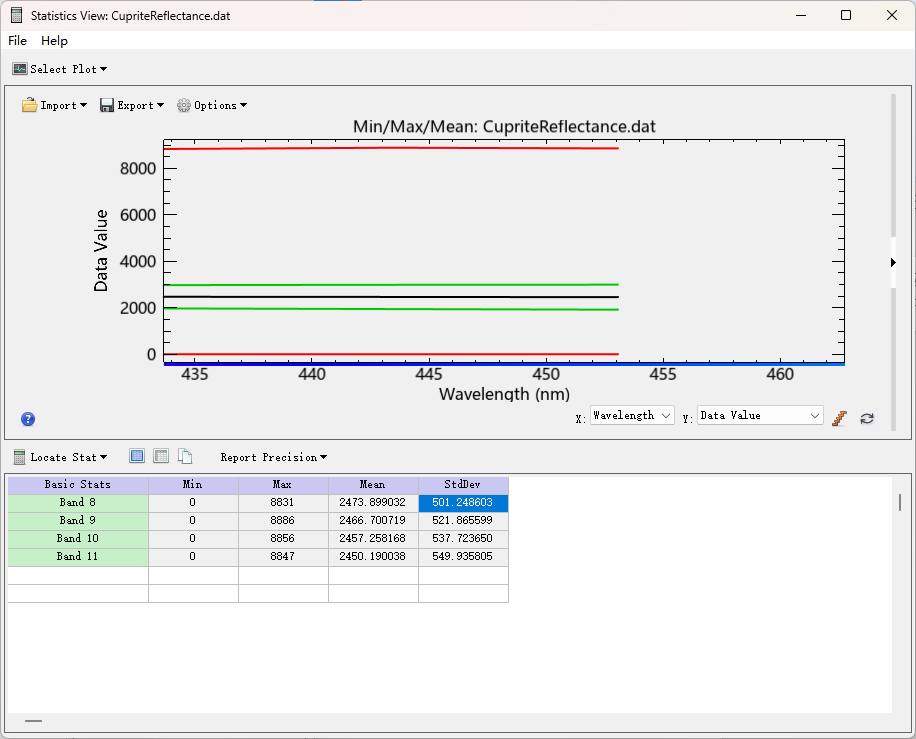 Statistics View: CupriteReflectance.dat
File Help
Select Plot
Import Export Options
Min/Max/Mean: CupriteReflectance.dat
8000
6000
4000
2000
0
Data Value
435 440 445 450 455 460
Wavelength (nm)
? X: Wavelength Y: Data Value
Locate Stat Report Precision
Basic Stats Min Max Mean StdDev
Band 8 0 8831 2473.899032 501.248603
Band 9 0 8886 2466.700719 521.865599
Band 10 0 8856 2457.258168 537.723650
Band 11 0 8847 2450.190038 549.935805